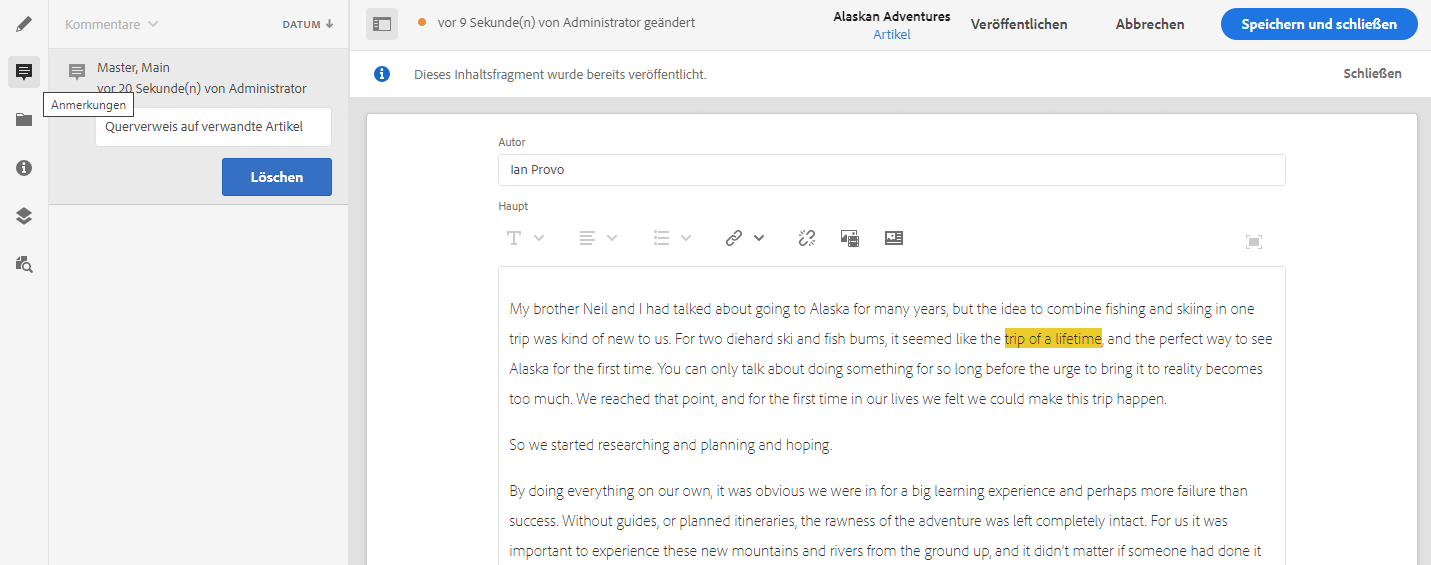 Kommentare
DATUM
Master, Main
vor 20 Sekunde(n) von Administrator
Anmerkungen
Querverweis auf verwandte Artikel
Löschen
vor 9 Sekunde(n) von Administrator geändert
Alaskan Adventures
Artikel
Veröffentlichen
Abbrechen
Speichern und schließen
Dieses Inhaltsfragment wurde bereits veröffentlicht.
Schließen
Autor
Ian Provo
Haupt
My brother Neil and I had talked about going to Alaska for many years, but the idea to combine fishing and skiing in one
trip was kind of new to us. For two diehard ski and fish bums, it seemed like the trip of a lifetime, and the perfect way to see
Alaska for the first time. You can only talk about doing something for so long before the urge to bring it to reality becomes
too much. We reached that point, and for the first time in our lives we felt we could make this trip happen.
So we started researching and planning and hoping.
By doing everything on our own, it was obvious we were in for a big learning experience and perhaps more failure than
success. Without guides, or planned itineraries, the rawness of the adventure was left completely intact. For us it was
important to experience these new mountains and rivers from the ground up, and it didn't matter if someone had done it